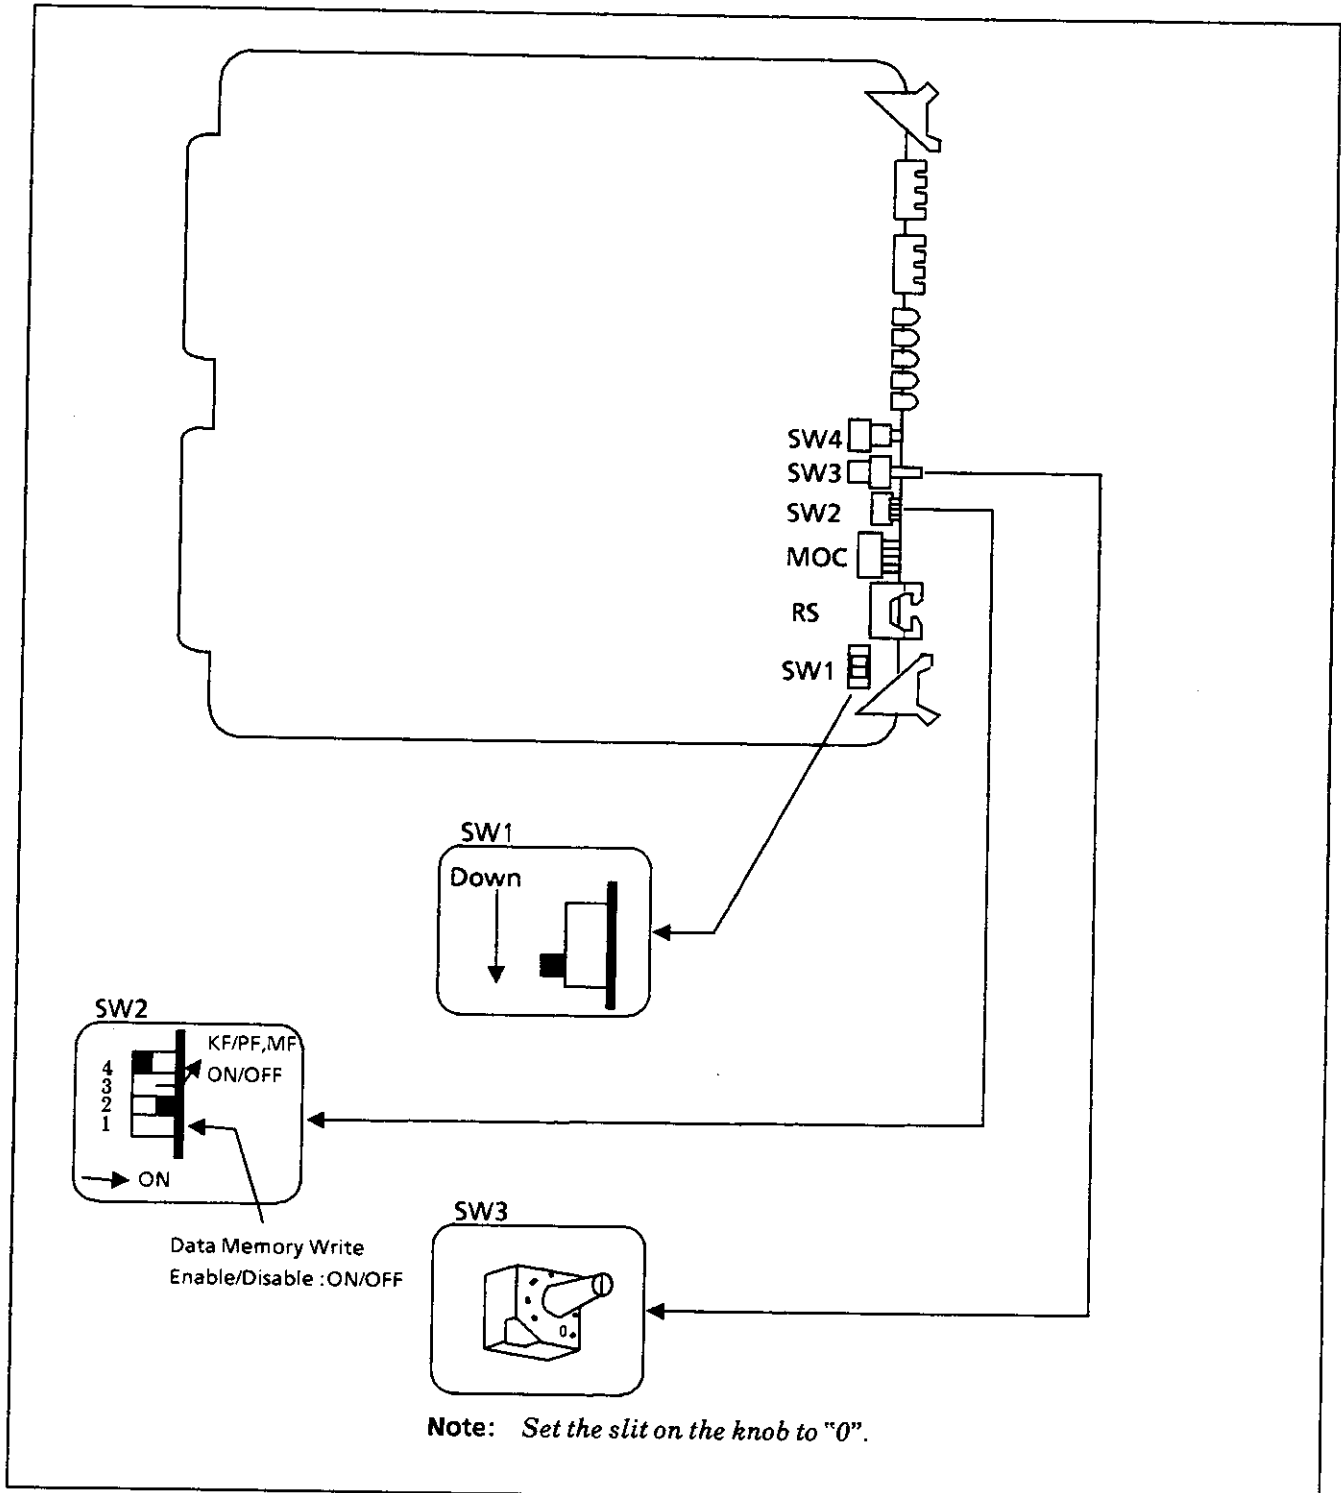 SW4
SW3
SW2
MOC
RS
SW1
SW1
Down
SW2
KF/PF,MF
ON/OFF
4
3
2
1
ON
Data Memory Write
Enable/Disable :ON/OFF
SW3
0
Note: Set the slit on the knob to "0".